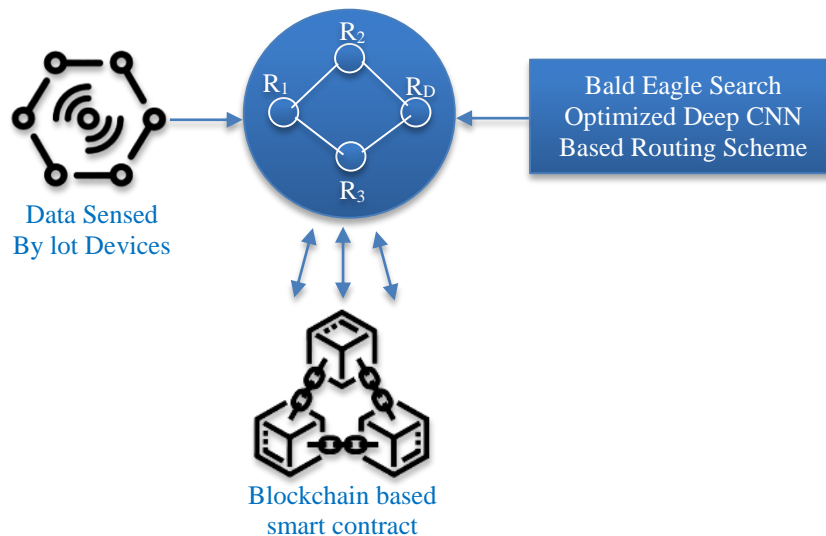 R2
R1
RD
R3
Bald Eagle Search
Optimized Deep CNN
Based Routing Scheme
Data Sensed
By lot Devices
Blockchain based
smart contract